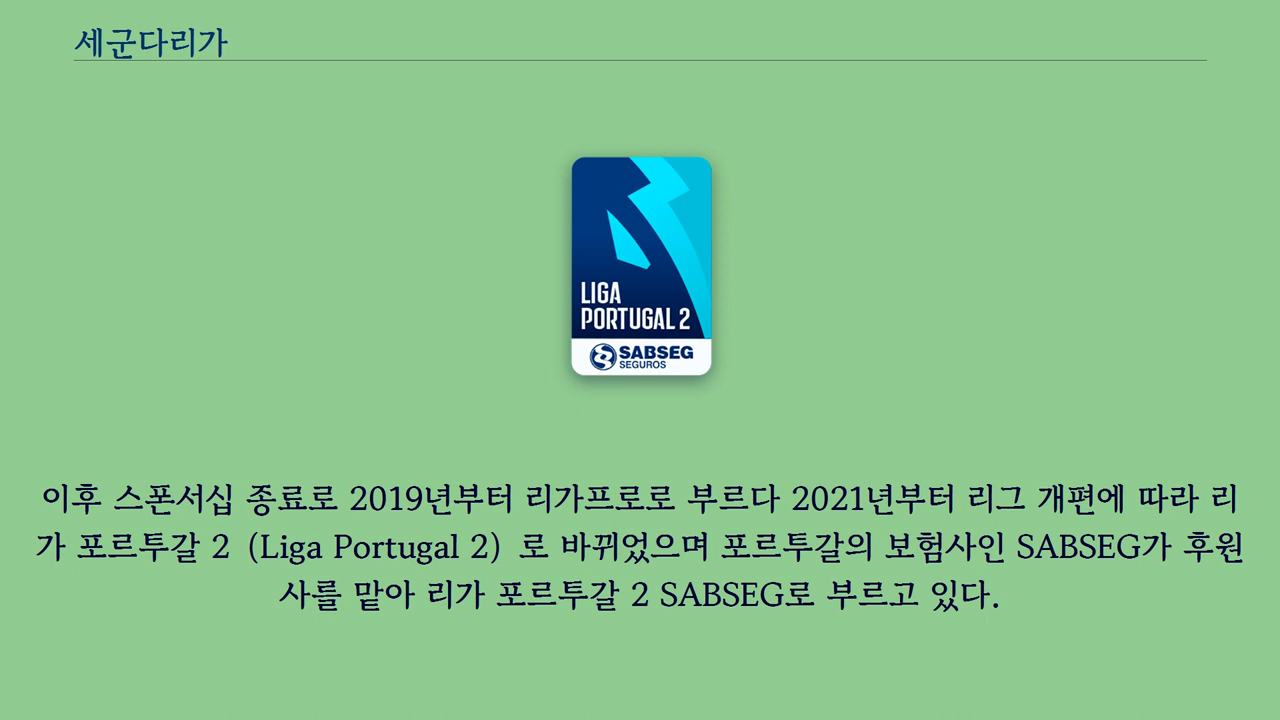 세군다리가
LIGA
PORTUGAL 2
SABSEG
SEGUROS
이후 스폰서십 종료로 2019년부터 리가프로로 부르다 2021년부터 리그 개편에 따라 리
가 포르투갈 2（Liga Portugal 2）로 바뀌었으며 포르투갈의 보험사인 SABSEG가 후원
사를 맡아 리가 포르투갈 2 SABSEG로 부르고 있다.